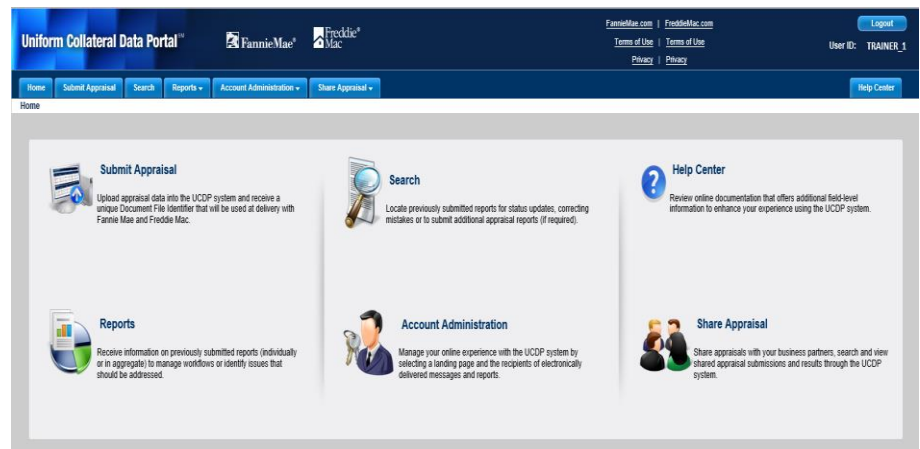 FannieMae.com | FreddieMac.com
Logout
Uniform Collateral Data Portal℠
FannieMae®
Freddie Mac®
Terms of Use | Terms of Use
User ID: TRAINER_1
Privacy | Privacy
Home Submit Appraisal Search Reports Account Administration Share Appraisal Help Center
Home
Submit Appraisal
Upload appraisal data into the UCDP system and receive a
unique Document File Identifier that will be used at delivery with
Fannie Mae and Freddie Mac.
Search
Locate previously submitted reports for status updates, correcting
mistakes or to submit additional appraisal reports (if required).
Help Center
Review online documentation that offers additional field-level
information to enhance your experience using the UCDP system.
Reports
Receive information on previously submitted reports (individually
or in aggregate) to manage workflows or identify issues that
should be addressed.
Account Administration
Manage your online experience with the UCDP system by
selecting a landing page and the recipients of electronically
delivered messages and reports.
Share Appraisal
Share appraisals with your business partners, search and view
shared appraisal submissions and results through the UCDP
system.